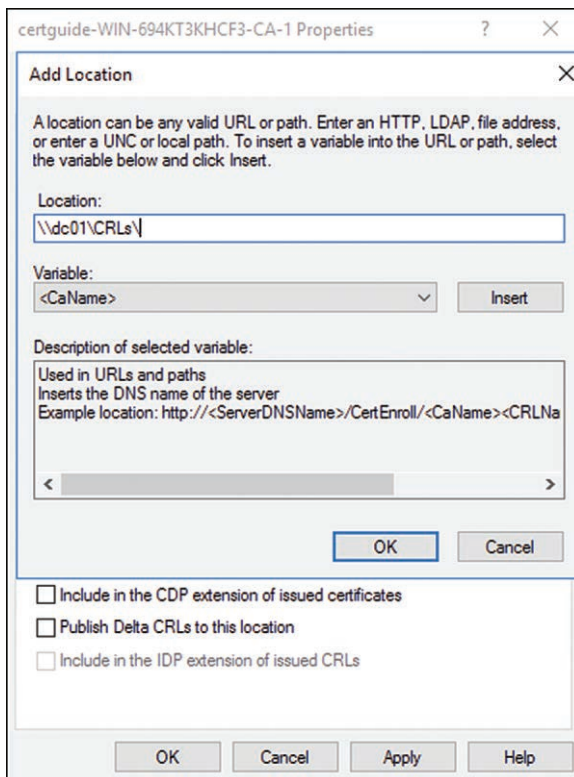 certguide-WIN-694KT3KHCF3-CA-1 Properties ? X
Add Location X
A location can be any valid URL or path. Enter an HTTP, LDAP, file address,
or enter a UNC or local path. To insert a variable into the URL or path, select
the variable below and click Insert.
Location:
\\dc01\CRLs\
Variable:
<CaName> Insert
Description of selected variable:
Used in URLs and paths
Inserts the DNS name of the server
Example location: http://<ServerDNSName>/CertEnroll/<CaName><CRLNa
OK Cancel
Include in the CDP extension of issued certificates
Publish Delta CRLs to this location
Include in the IDP extension of issued CRLs
OK Cancel Apply Help